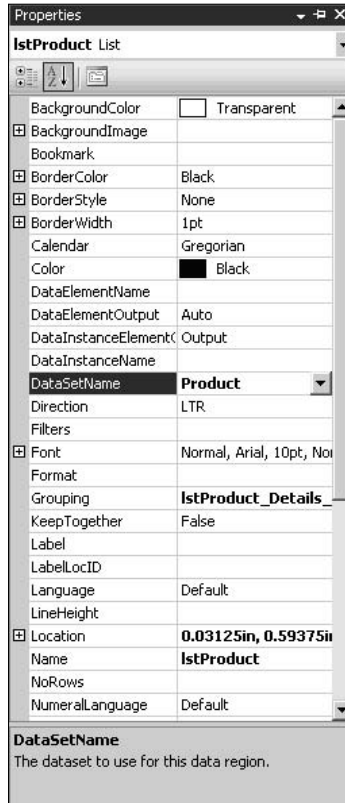 Properties
lstProduct List
BackgroundColor Transparent
BackgroundImage
Bookmark
BorderColor Black
BorderStyle None
BorderWidth 1pt
Calendar Gregorian
Color Black
DataElementName
DataElementOutput Auto
DataInstanceElement Output
DataInstanceName
DataSetName Product
Direction LTR
Filters
Font Normal, Arial, 10pt, Nor
Format
Grouping lstProduct_Details_
KeepTogether False
Label
LabelLocID
Language Default
LineHeight
Location 0.03125in, 0.59375in
Name lstProduct
NoRows
NumeralLanguage Default
DataSetName
The dataset to use for this data region.